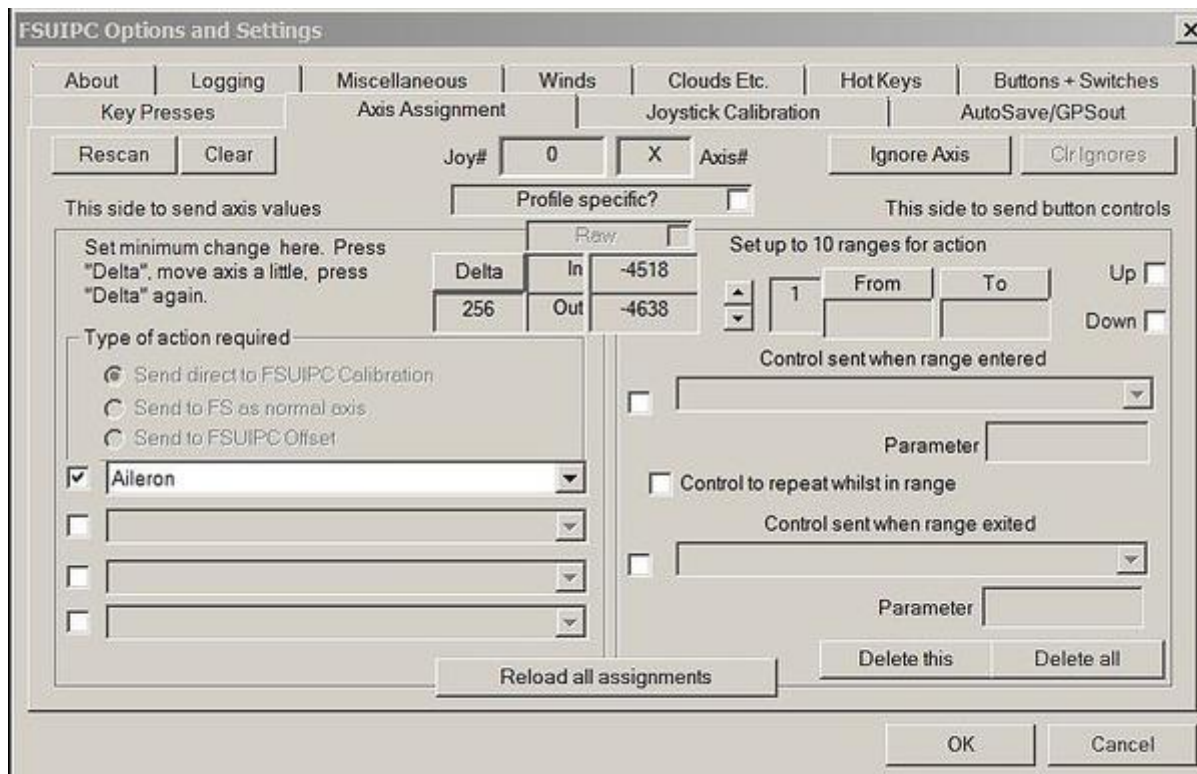 FSUIPC Options and Settings
About Logging Miscellaneous Winds Clouds Etc. Hot Keys Buttons + Switches
Key Presses Axis Assignment Joystick Calibration AutoSave/GPSout
Rescan Clear Joy# 0 X Axis# Ignore Axis Clr Ignores
Profile specific?
This side to send axis values
This side to send button controls
Set minimum change here. Press
"Delta", move axis a little, press
"Delta" again.
Raw
Delta In -4518
256 Out -4638
Type of action required
Send direct to FSUIPC Calibration
Send to FS as normal axis
Send to FSUIPC Offset
Aileron
Set up to 10 ranges for action
1 From To Up
Down
Control sent when range entered
Parameter
Control to repeat whilst in range
Control sent when range exited
Parameter
Delete this Delete all
Reload all assignments
OK Cancel